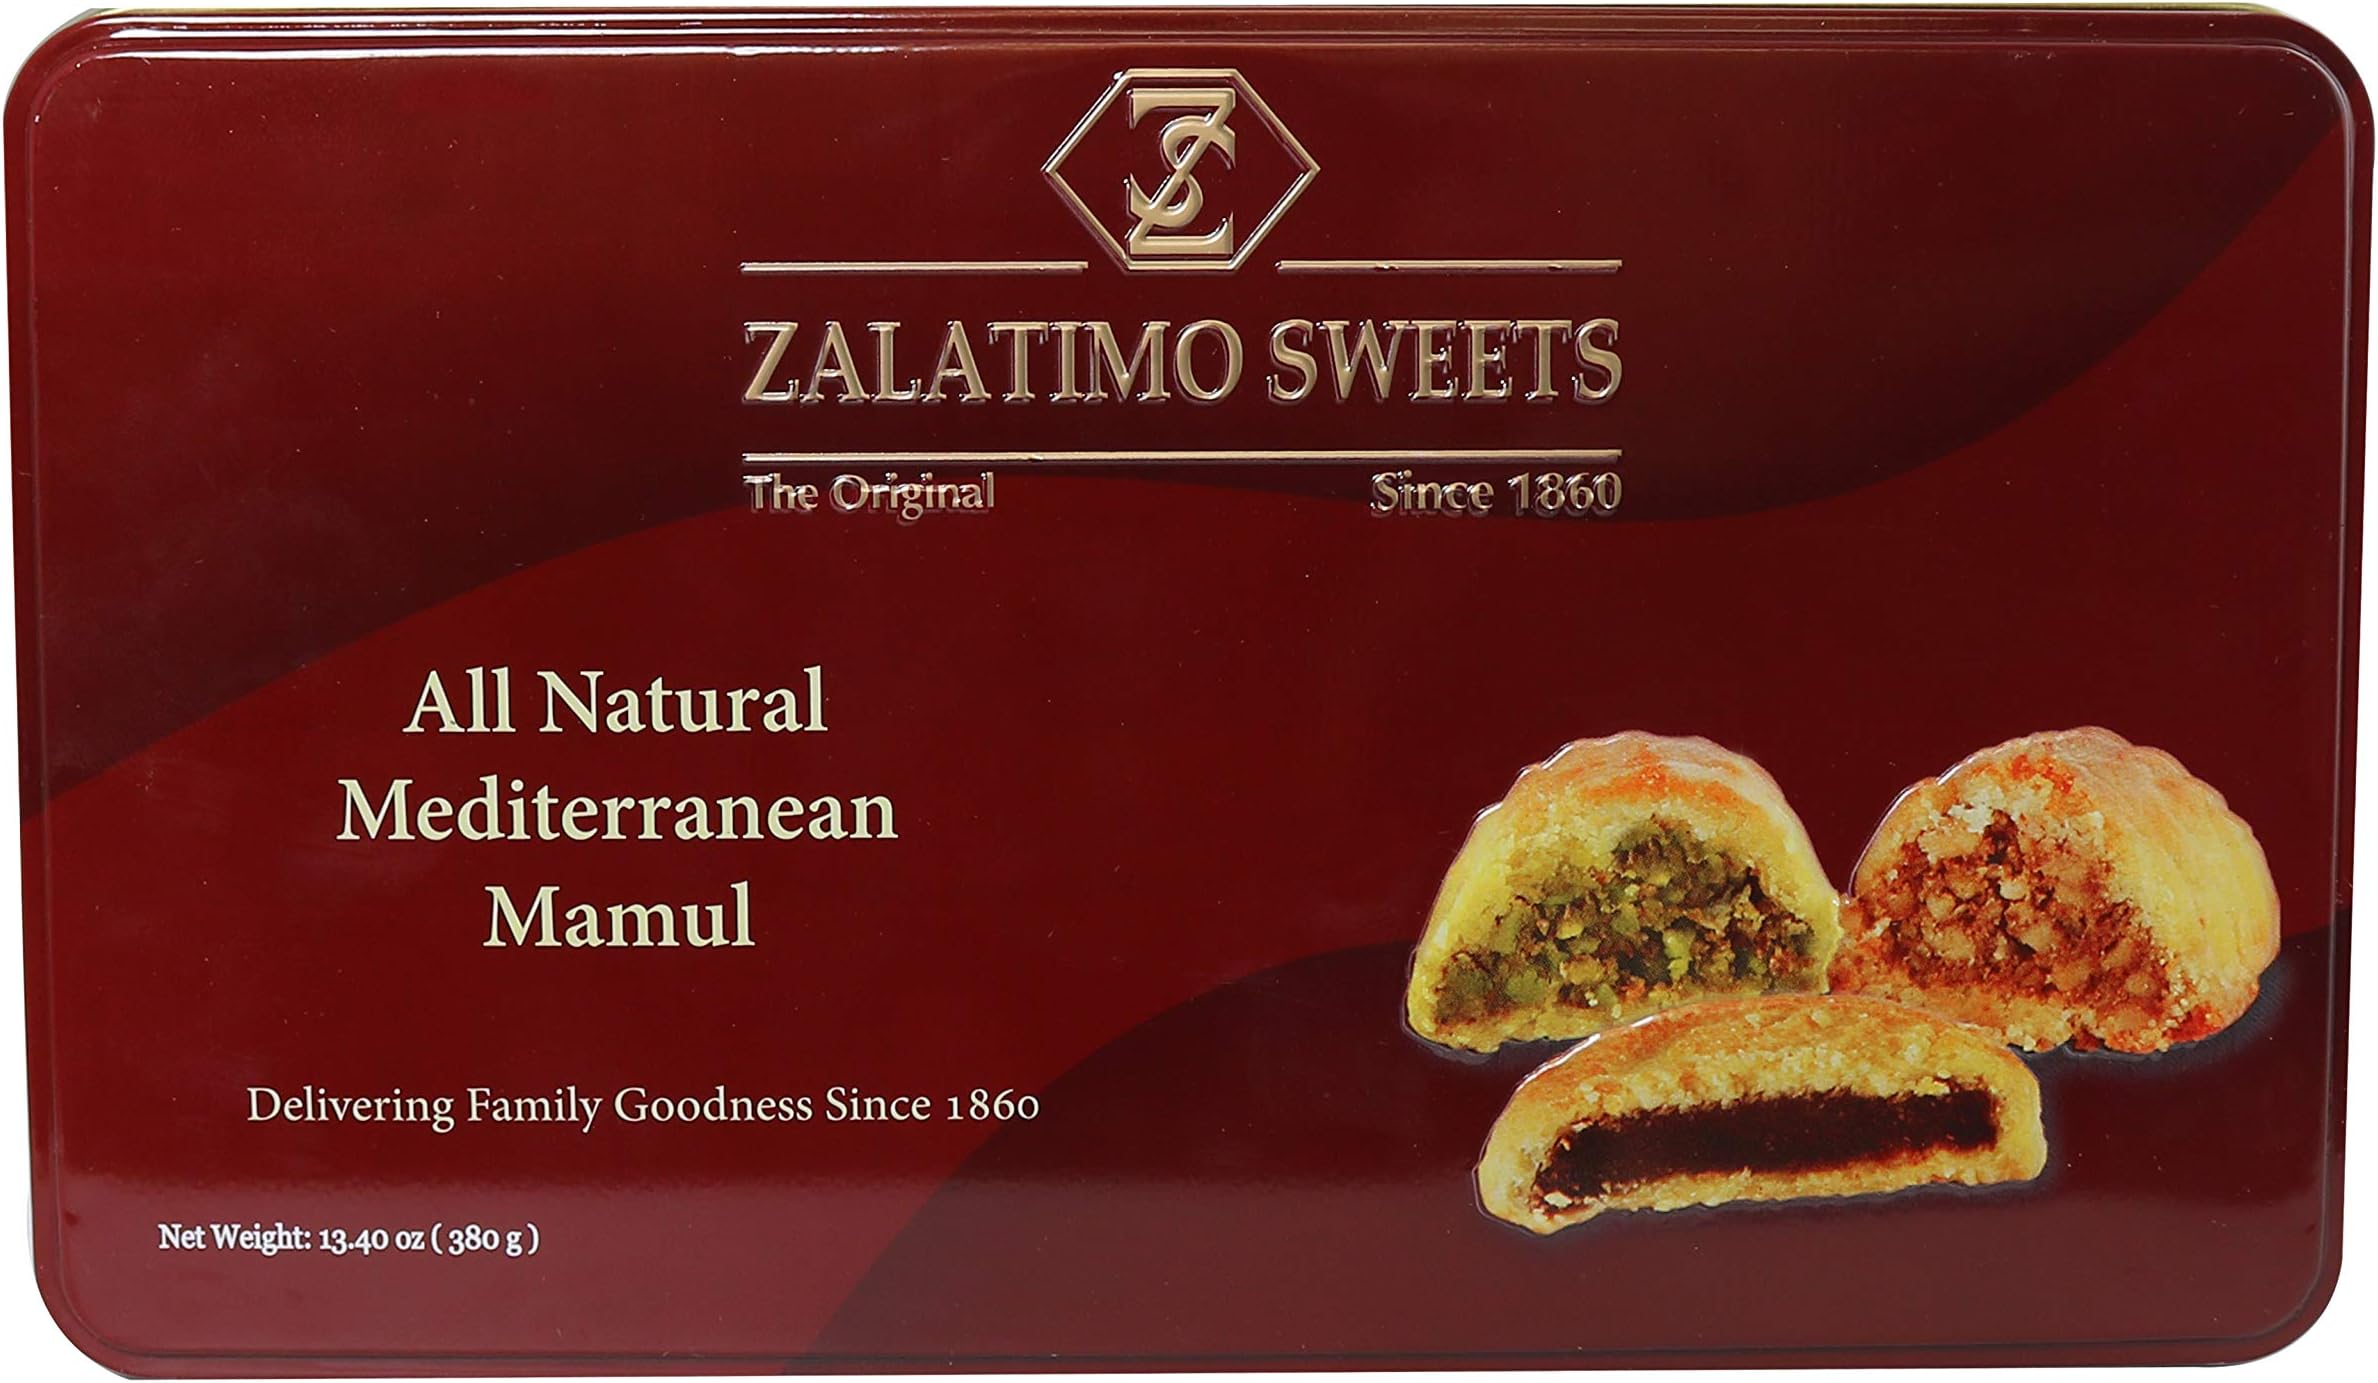 ZS
ZALATIMO SWEETS
The Original Since 1860
All Natural
Mediterranean
Mamul
Delivering Family Goodness Since 1860
Net Weight: 13.40 oz ( 380 g )